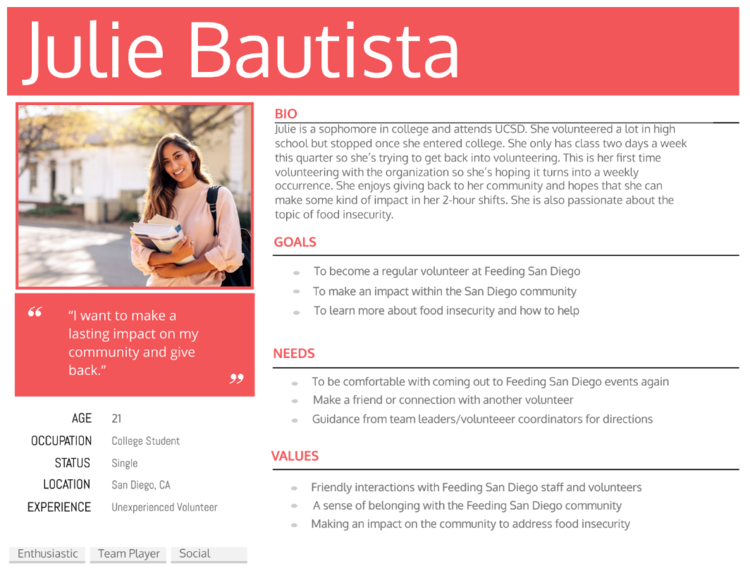 Julie Bautista
BIO
Julie is a sophomore in college and attends UCSD. She volunteered a lot in high
school but stopped once she entered college. She only has class two days a week
this quarter so she's trying to get back into volunteering. This is her first time
volunteering with the organization so she's hoping it turns into a weekly
occurrence. She enjoys giving back to her community and hopes that she can
make some kind of impact in her 2-hour shifts. She is also passionate about the
topic of food insecurity.
GOALS
To become a regular volunteer at Feeding San Diego
To make an impact within the San Diego community
To learn more about food insecurity and how to help
NEEDS
To be comfortable with coming out to Feeding San Diego events again
Make a friend or connection with another volunteer
Guidance from team leaders/volunteeer coordinators for directions
VALUES
Friendly interactions with Feeding San Diego staff and volunteers
A sense of belonging with the Feeding San Diego community
Making an impact on the community to address food insecurity
“
“I want to make a
lasting impact on my
community and give
back.”
”
AGE 21
OCCUPATION College Student
STATUS Single
LOCATION San Diego, CA
EXPERIENCE Unexperienced Volunteer
Enthusiastic Team Player Social